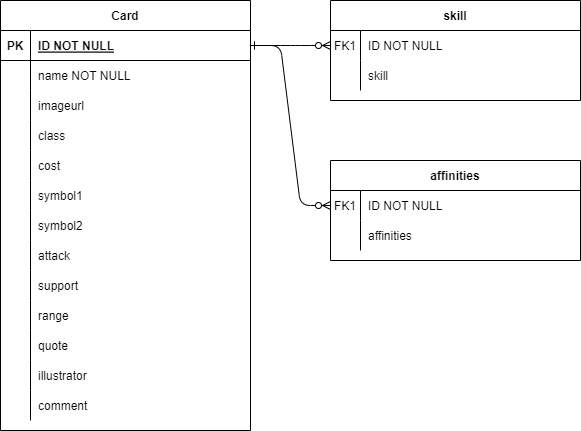 Card
PK ID NOT NULL
name NOT NULL
imageurl
class
cost
symbol1
symbol2
attack
support
range
quote
illustrator
comment
skill
FK1 ID NOT NULL
skill
affinities
FK1 ID NOT NULL
affinities